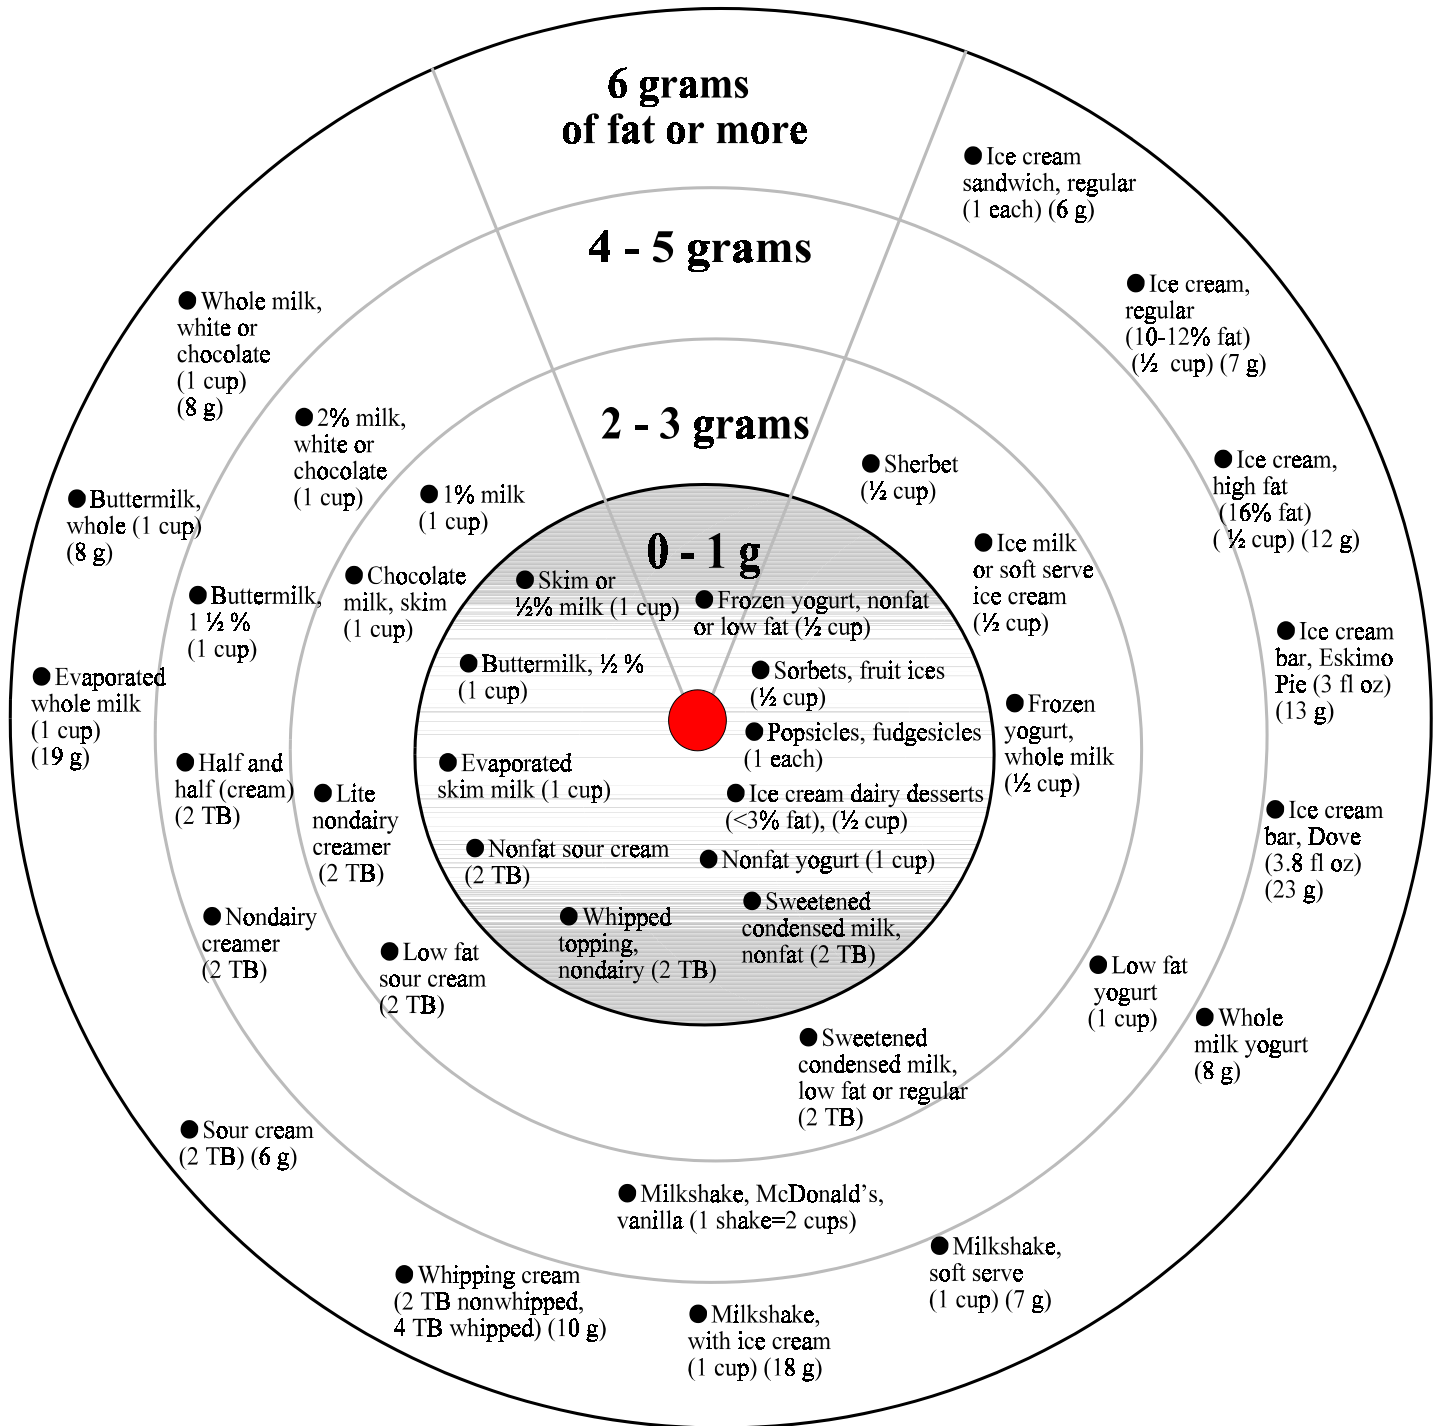 6 grams
of fat or more
4 - 5 grams
2 - 3 grams
0 - 1 g
Ice cream
sandwich, regular
(1 each) (6 g)
Ice cream,
regular
(10-12% fat)
(½ cup) (7 g)
Ice cream,
high fat
(16% fat)
( ½ cup) (12 g)
Ice cream
bar, Eskimo
Pie (3 fl oz)
(13 g)
Ice cream
bar, Dove
(3.8 fl oz)
(23 g)
Whole
milk yogurt
(8 g)
Milkshake,
soft serve
(1 cup) (7 g)
Milkshake,
with ice cream
(1 cup) (18 g)
Whipping cream
(2 TB nonwhipped,
4 TB whipped) (10 g)
Sour cream
(2 TB) (6 g)
Evaporated
whole milk
(1 cup)
(19 g)
Buttermilk,
whole (1 cup)
(8 g)
Whole milk,
white or
chocolate
(1 cup)
(8 g)
2% milk,
white or
chocolate
(1 cup)
Buttermilk,
1 ½ %
(1 cup)
Half and
half (cream)
(2 TB)
Nondairy
creamer
(2 TB)
Milkshake, McDonald's,
vanilla (1 shake=2 cups)
Low fat
yogurt
(1 cup)
1% milk
(1 cup)
Chocolate
milk, skim
(1 cup)
Lite
nondairy
creamer
(2 TB)
Low fat
sour cream
(2 TB)
Sweetened
condensed milk,
low fat or regular
(2 TB)
Frozen
yogurt,
whole milk
(½ cup)
Ice milk
or soft serve
ice cream
(½ cup)
Sherbet
(½ cup)
Skim or
½% milk (1 cup)
Buttermilk, ½ %
(1 cup)
Evaporated
skim milk (1 cup)
Nonfat sour cream
(2 TB)
Whipped
topping,
nondairy (2 TB)
Frozen yogurt, nonfat
or low fat (½ cup)
Sorbets, fruit ices
(½ cup)
Popsicles, fudgesicles
(1 each)
Ice cream dairy desserts
(<3% fat), (½ cup)
Nonfat yogurt (1 cup)
Sweetened
condensed milk,
nonfat (2 TB)